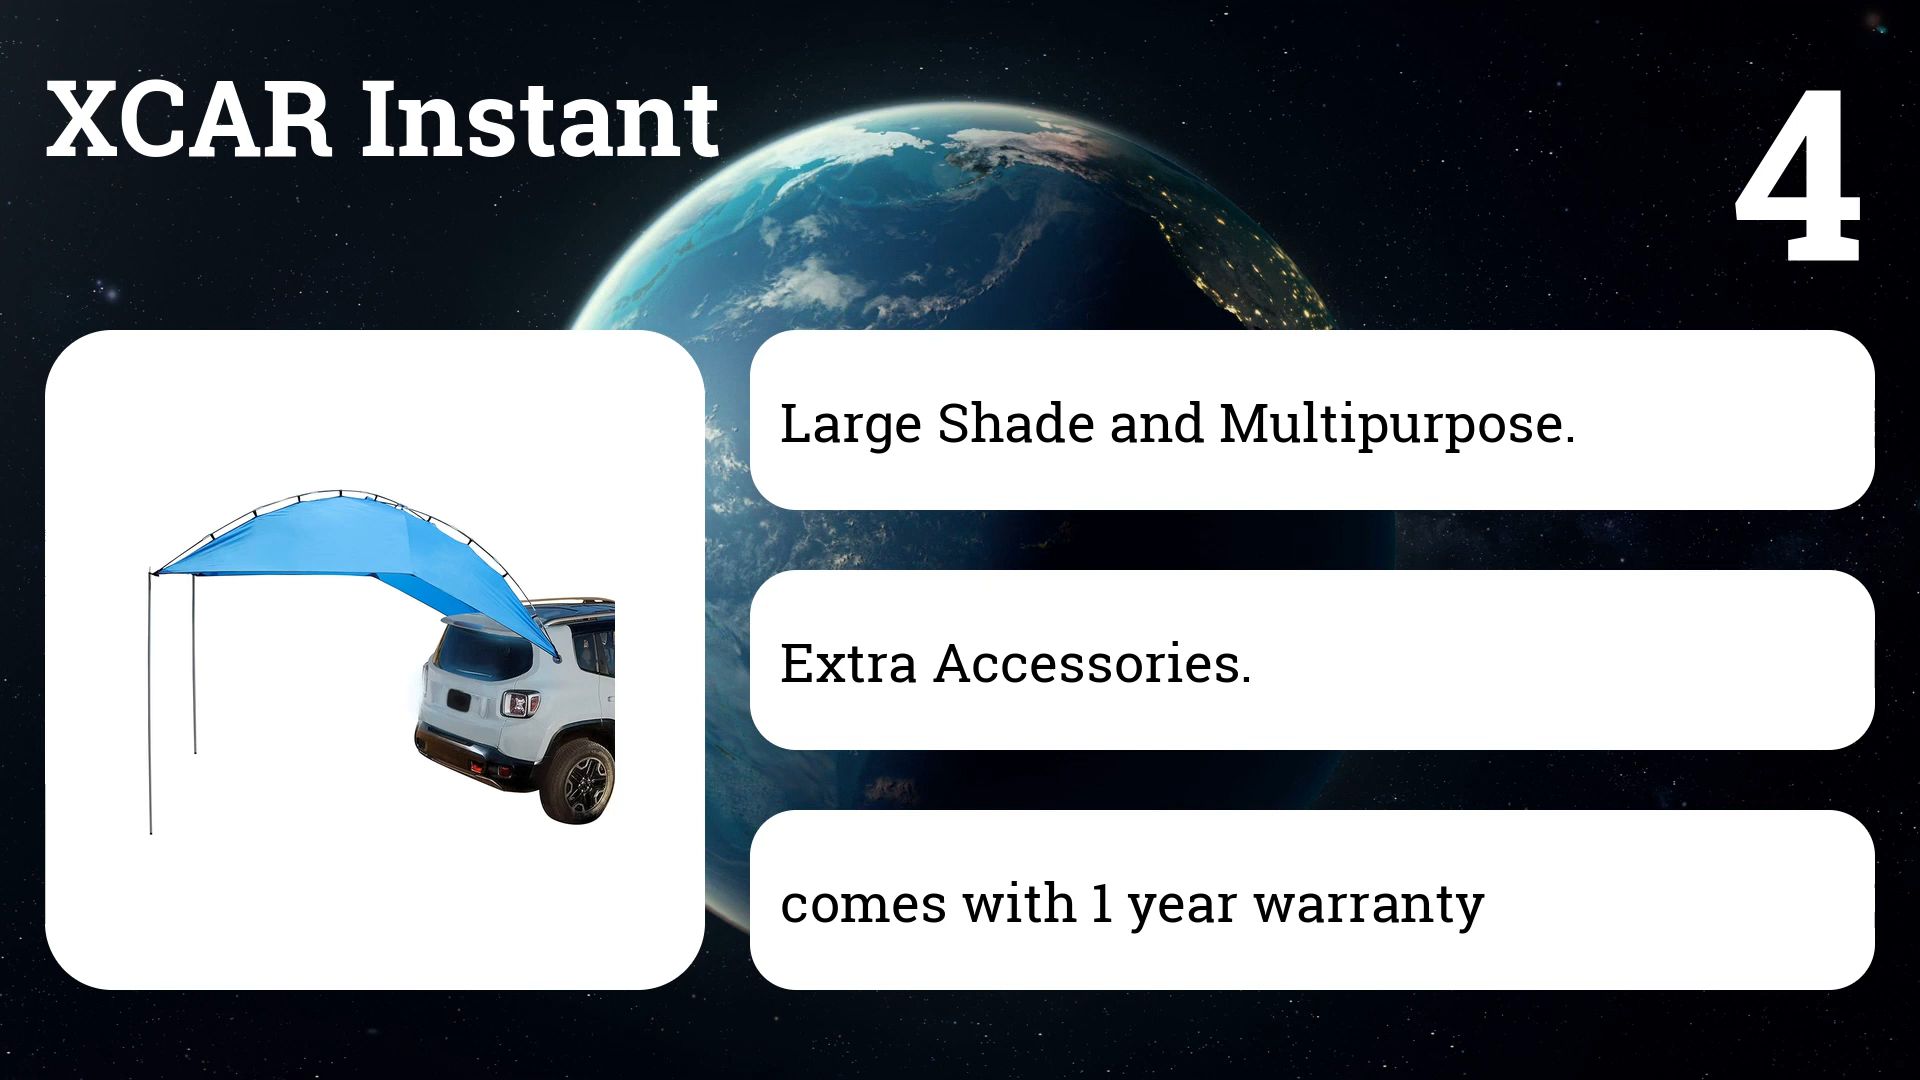 XCAR Instant
4
Large Shade and Multipurpose.
Extra Accessories.
comes with 1 year warranty